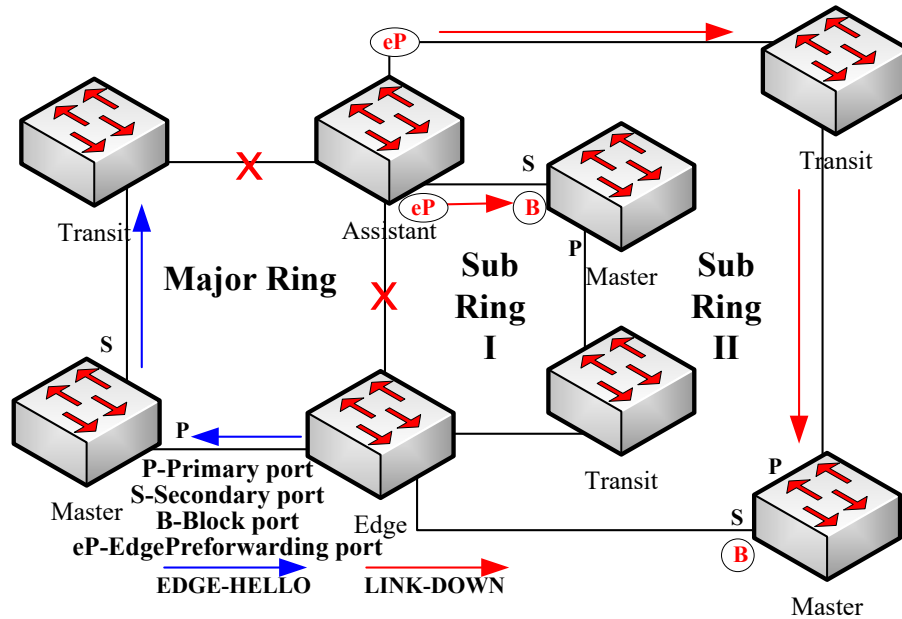 eP
Transit
S
Assistant
eP
B
Transit
Major Ring
Sub
Ring
I
P
Master
Sub
Ring
II
S
P
P-Primary port
S-Secondary port
B-Block port
eP-EdgePreforwarding port
Master
Edge
Transit
P
S
B
EDGE-HELLO
LINK-DOWN
Master